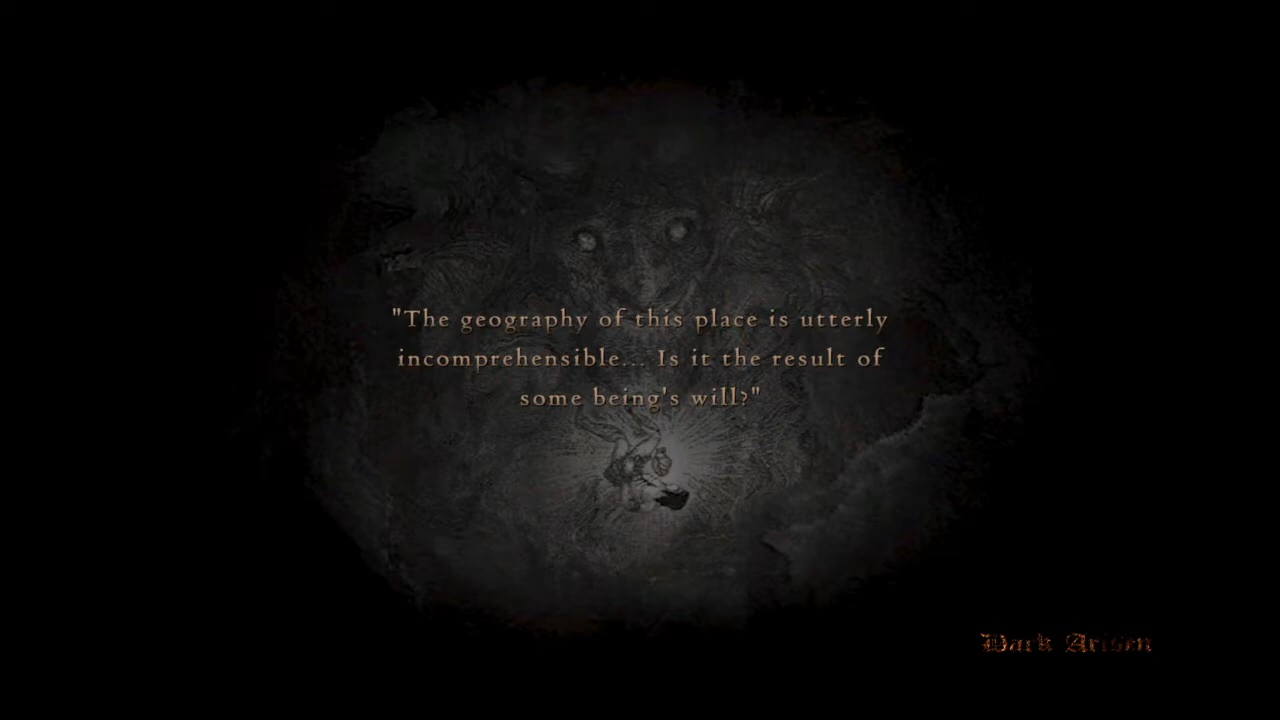 "The geography of this place is utterly
incomprehensible... Is it the result of
some being's will?"
Dark Arisen